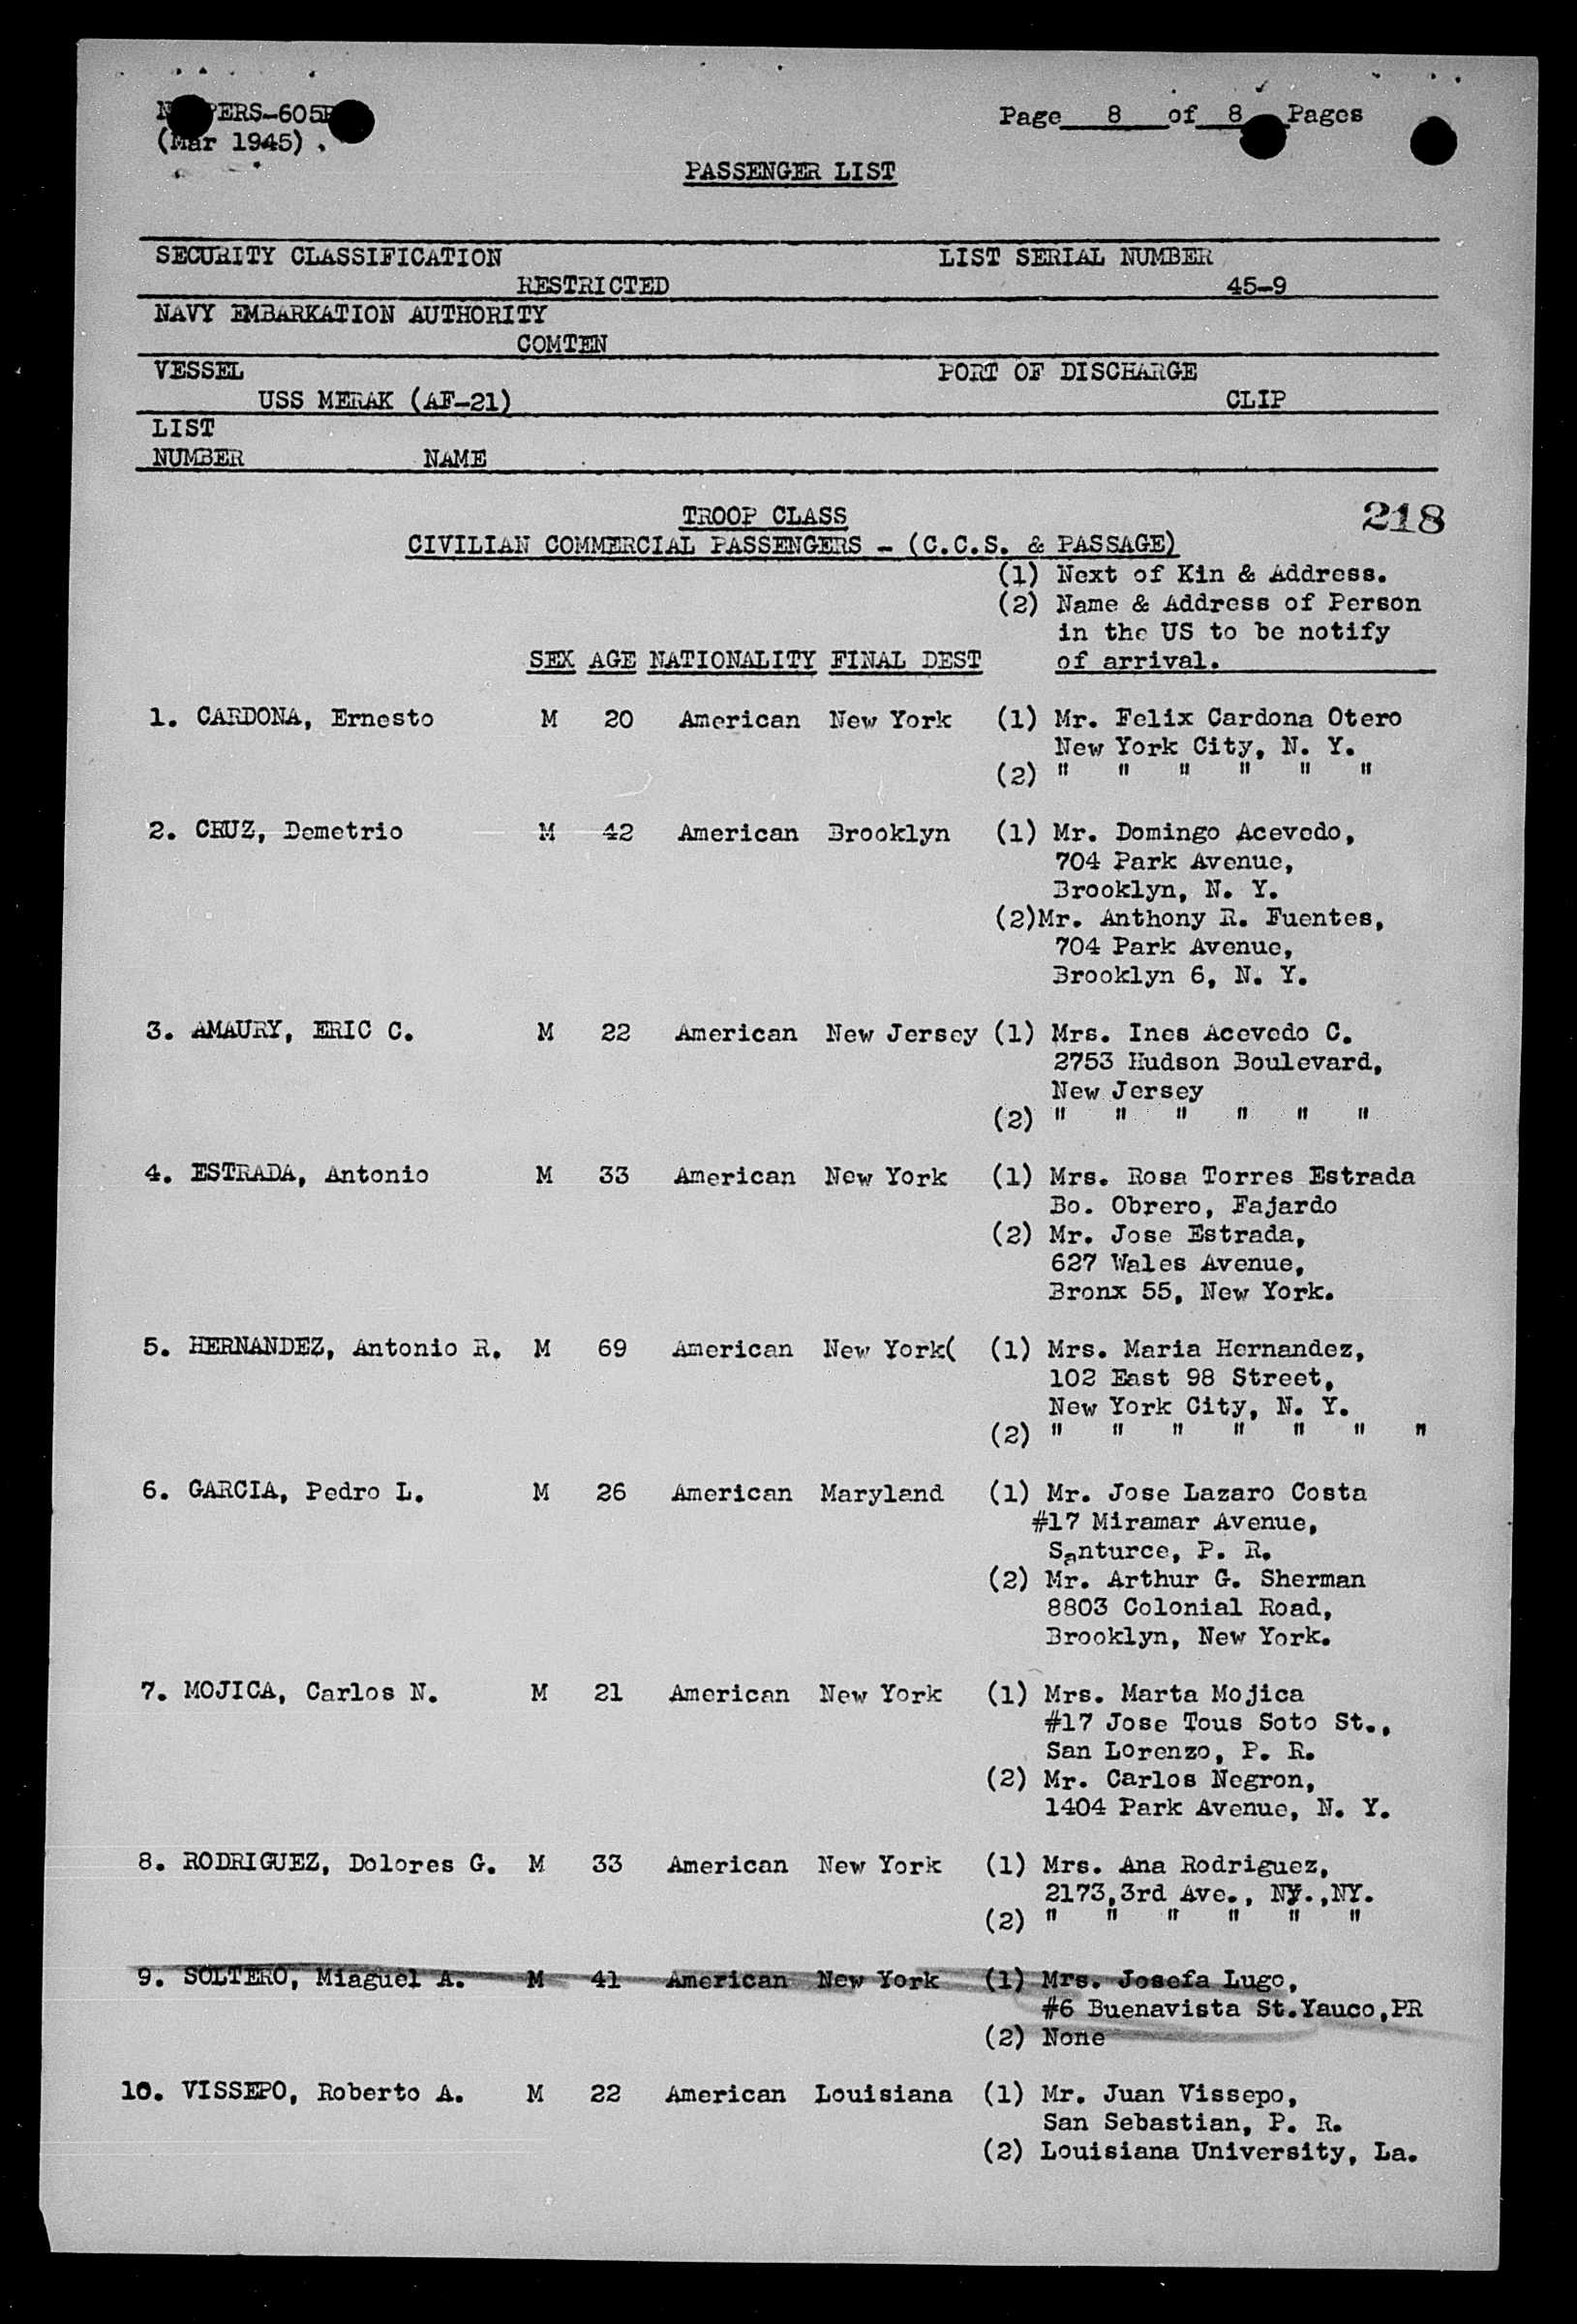 PERS-605
Page 8 of 8 Pages
(Mar 1945)
PASSENGER LIST
SECURITY CLASSIFICATION LIST SERIAL NUMBER
RESTRICTED 45-9
NAVY EMBARKATION AUTHORITY
COMTEN
VESSEL PORT OF DISCHARGE
USS MERAK (AF-21) CLIP
LIST
NUMBER NAME
TROOP CLASS 218
CIVILIAN COMMERCIAL PASSENGERS - (C.C.S. & PASSAGE)
(1) Next of Kin & Address.
(2) Name & Address of Person
in the US to be notify
SEX AGE NATIONALITY FINAL DEST of arrival.
1. CARDONA, Ernesto M 20 American New York (1) Mr. Felix Cardona Otero
New York City, N. Y.
(2) " " " " " "
2. CRUZ, Demetrio M 42 American Brooklyn (1) Mr. Domingo Acevedo,
704 Park Avenue,
Brooklyn, N. Y.
(2)Mr. Anthony R. Fuentes,
704 Park Avenue,
Brooklyn 6, N. Y.
3. AMAURY, ERIC C. M 22 American New Jersey (1) Mrs. Ines Acevedo C.
2753 Hudson Boulevard,
New Jersey
(2) " " " " " "
4. ESTRADA, Antonio M 33 American New York (1) Mrs. Rosa Torres Estrada
Bo. Obrero, Fajardo
(2) Mr. Jose Estrada,
627 Wales Avenue,
Bronx 55, New York.
5. HERNANDEZ, Antonio R. M 69 American New York( (1) Mrs. Maria Hernandez,
102 East 98 Street,
New York City, N. Y.
(2) " " " " " " "
6. GARCIA, Pedro L. M 26 American Maryland (1) Mr. Jose Lazaro Costa
#17 Miramar Avenue,
Santurce, P. R.
(2) Mr. Arthur G. Sherman
8803 Colonial Road,
Brooklyn, New York.
7. MOJICA, Carlos N. M 21 American New York (1) Mrs. Marta Mojica
#17 Jose Tous Soto St.,
San Lorenzo, P. R.
(2) Mr. Carlos Negron,
1404 Park Avenue, N. Y.
8. RODRIGUEZ, Dolores G. M 33 American New York (1) Mrs. Ana Rodriguez,
2173,3rd Ave., NY.,NY.
(2) " " " " " "
9. SOLTERO, Miaguel A. M 41 American New York (1) Mrs. Josefa Lugo,
#6 Buenavista St.Yauco,PR
(2) None
10. VISSEPO, Roberto A. M 22 American Louisiana (1) Mr. Juan Vissepo,
San Sebastian, P. R.
(2) Louisiana University, La.